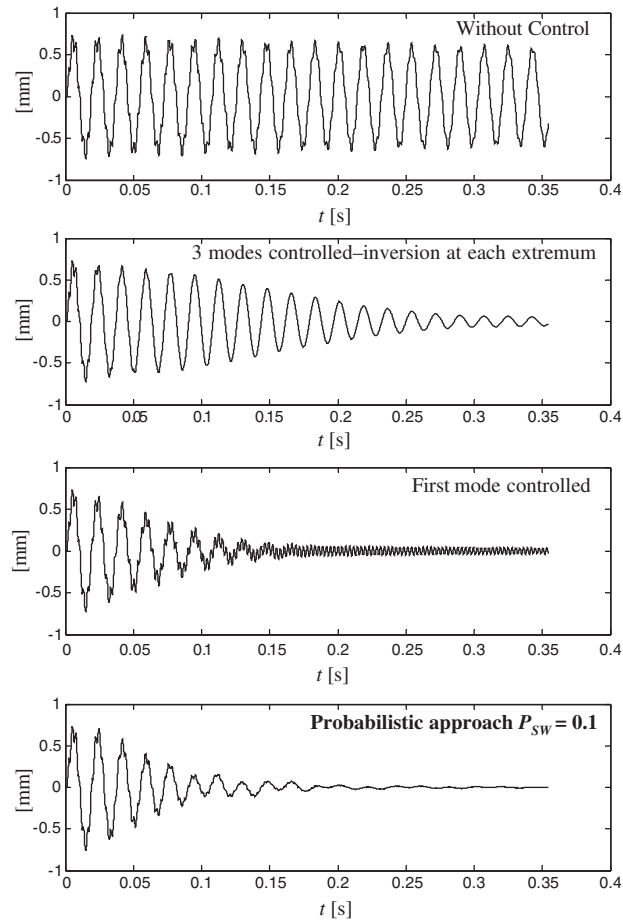 1
Without Control
0.5
0
-0.5
-1
[mm]
0 0.05 0.1 0.15 0.2 0.25 0.3 0.35 0.4
t [s]
1
3 modes controlled–inversion at each extremum
0.5
0
-0.5
-1
[mm]
0 0.05 0.1 0.15 0.2 0.25 0.3 0.35 0.4
t [s]
1
First mode controlled
0.5
0
-0.5
-1
[mm]
0 0.05 0.1 0.15 0.2 0.25 0.3 0.35 0.4
t [s]
1
Probabilistic approach P_SW = 0.1
0.5
0
-0.5
-1
[mm]
0 0.05 0.1 0.15 0.2 0.25 0.3 0.35 0.4
t [s]